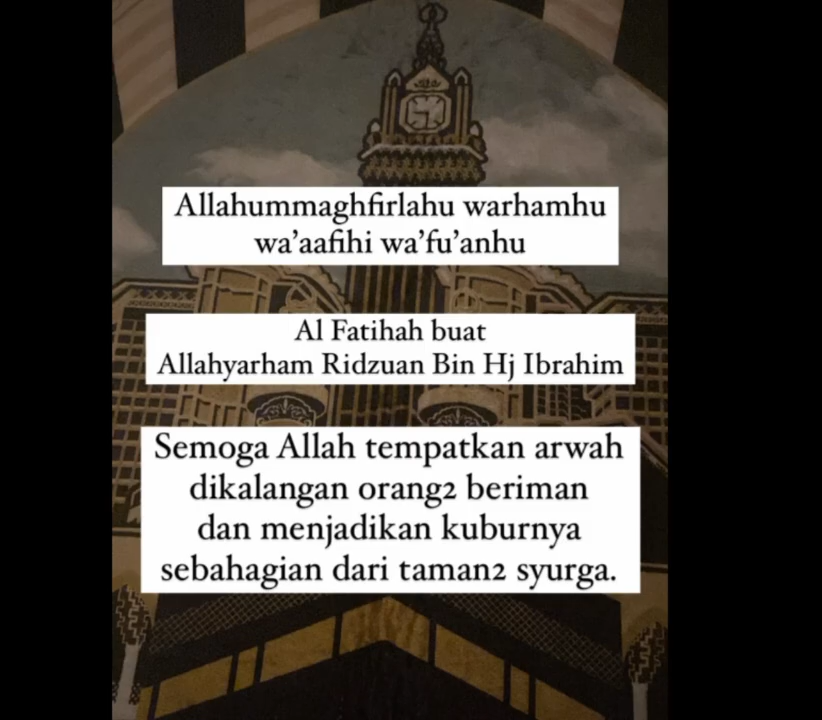 Allahummaghfirlahu warhamhu
wa’aafihi wa’fu’anhu
Al Fatihah buat
Allahyarham Ridzuan Bin Hj Ibrahim
Semoga Allah tempatkan arwah
dikalangan orang2 beriman
dan menjadikan kuburnya
sebahagian dari taman2 syurga.